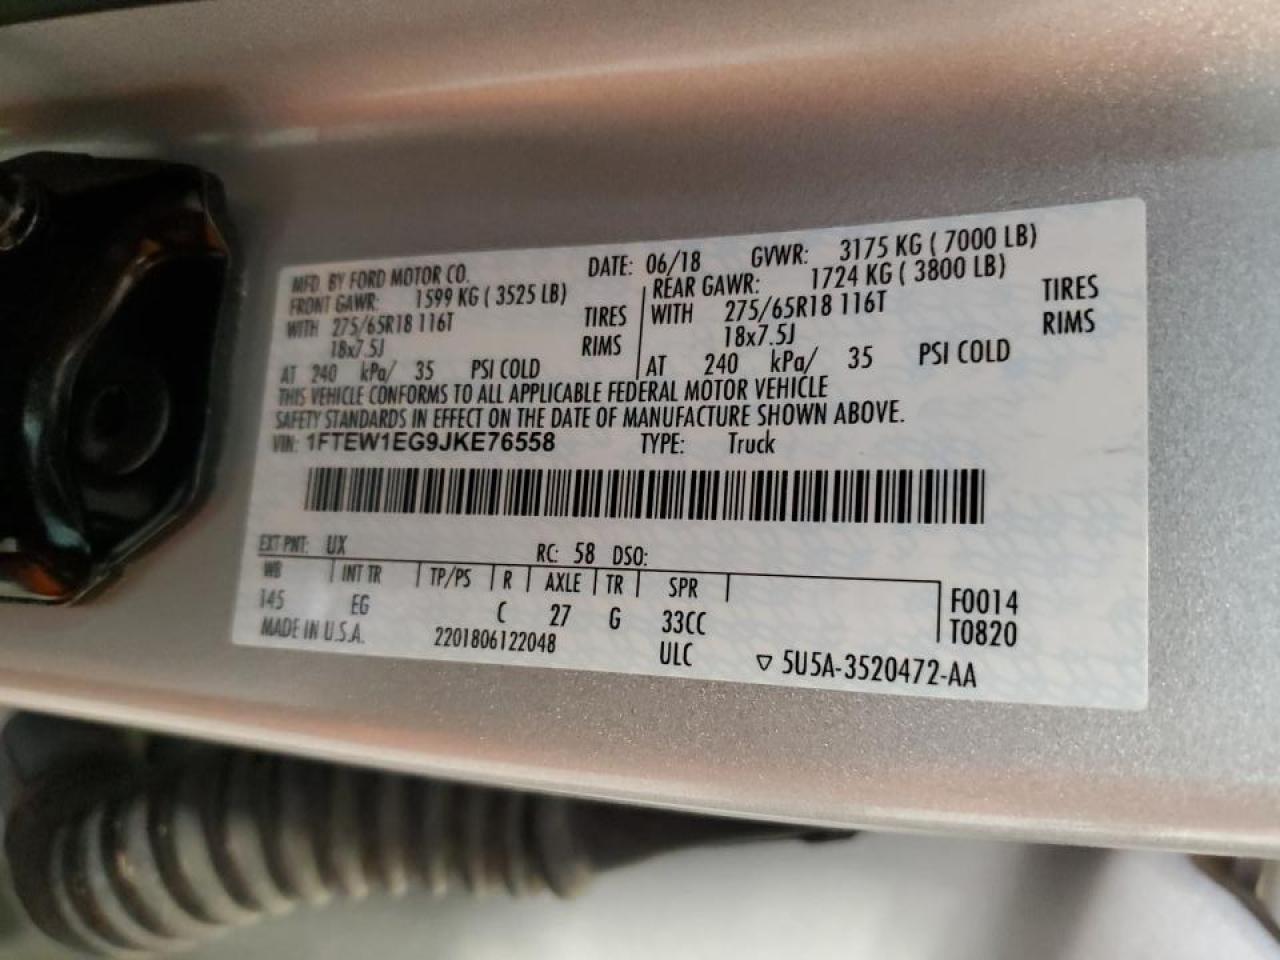 MFD. BY FORD MOTOR CO. DATE: 06/18 GVWR: 3175 KG ( 7000 LB)
FRONT GAWR: 1599 KG ( 3525 LB) REAR GAWR: 1724 KG ( 3800 LB)
WITH 275/65R18 116T TIRES WITH 275/65R18 116T TIRES
18x7.5J RIMS 18x7.5J RIMS
AT 240 kPa/ 35 PSI COLD AT 240 kPa/ 35 PSI COLD
THIS VEHICLE CONFORMS TO ALL APPLICABLE FEDERAL MOTOR VEHICLE
SAFETY STANDARDS IN EFFECT ON THE DATE OF MANUFACTURE SHOWN ABOVE.
VIN: 1FTEW1EG9JKE76558 TYPE: Truck
EXT PNT: UX RC: 58 DSO:
WB INT TR TP/PS R AXLE TR SPR F0014
145 EG C 27 G 33CC T0820
MADE IN U.S.A. 2201806122048 ULC ▽ 5U5A-3520472-AA